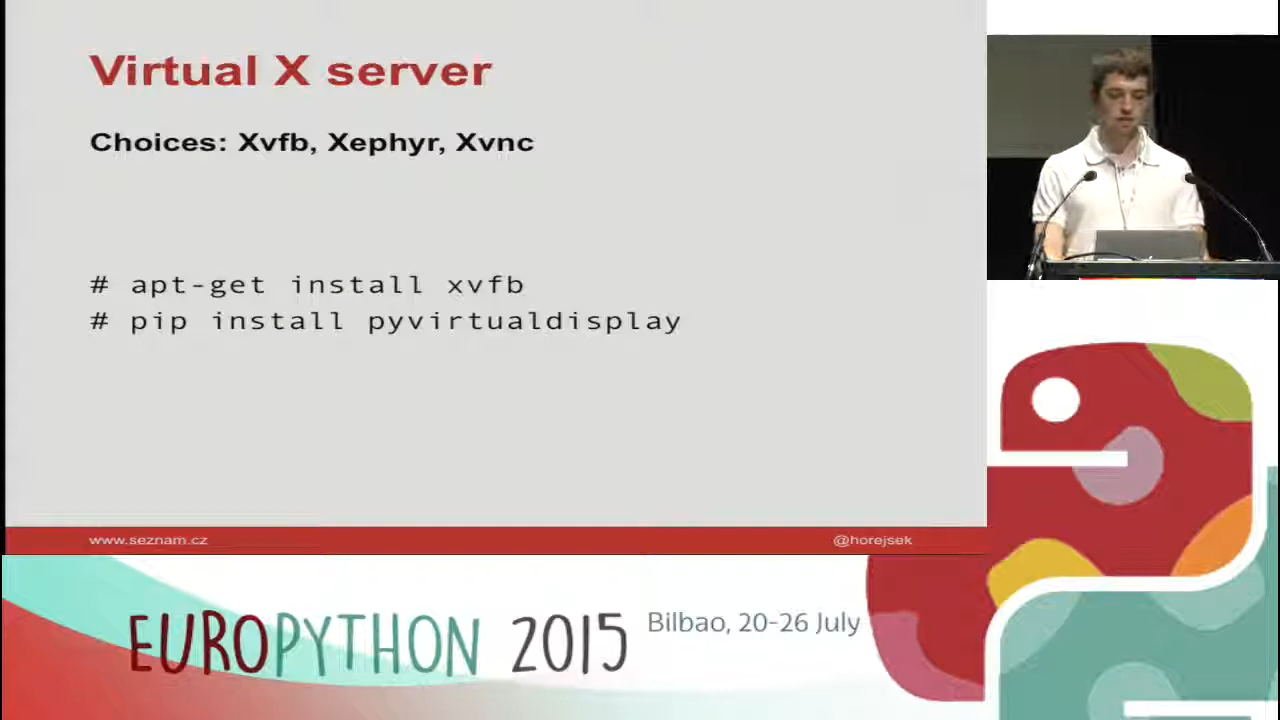 Virtual X server
Choices: Xvfb, Xephyr, Xvnc
# apt-get install xvfb
# pip install pyvirtualdisplay
www.seznam.cz
@horejsek
EUROPYTHON 2015
Bilbao, 20-26 July